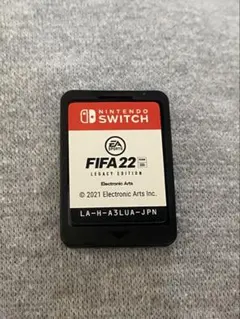 NINTENDO
SWITCH
EA
SPORTS
FIFA 22
LEGACY EDITION
Electronic Arts
© 2021 Electronic Arts Inc.
LA-H-A3LUA-JPN